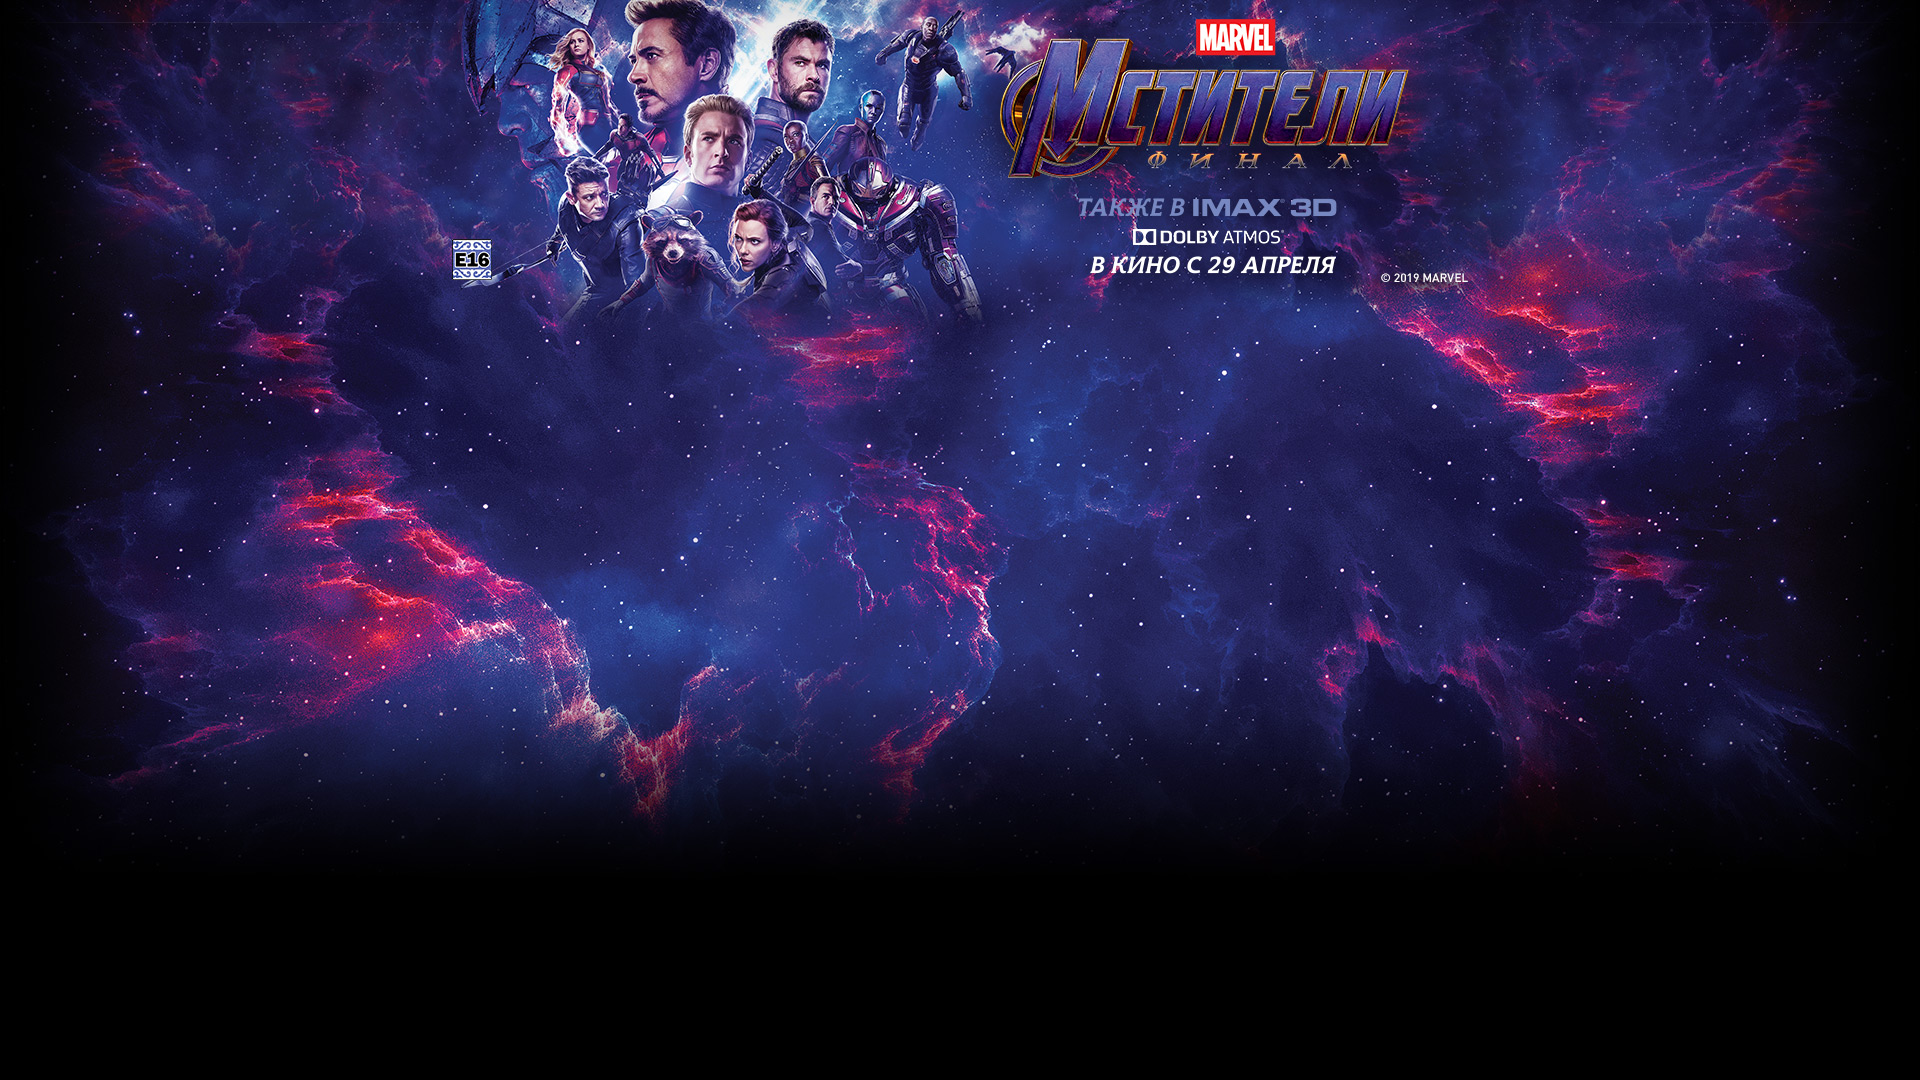 MARVEL
МСТИТЕЛИ
ФИНАЛ
ТАКЖЕ В IMAX 3D
DOLBY ATMOS
В КИНО С 29 АПРЕЛЯ
E16
© 2019 MARVEL